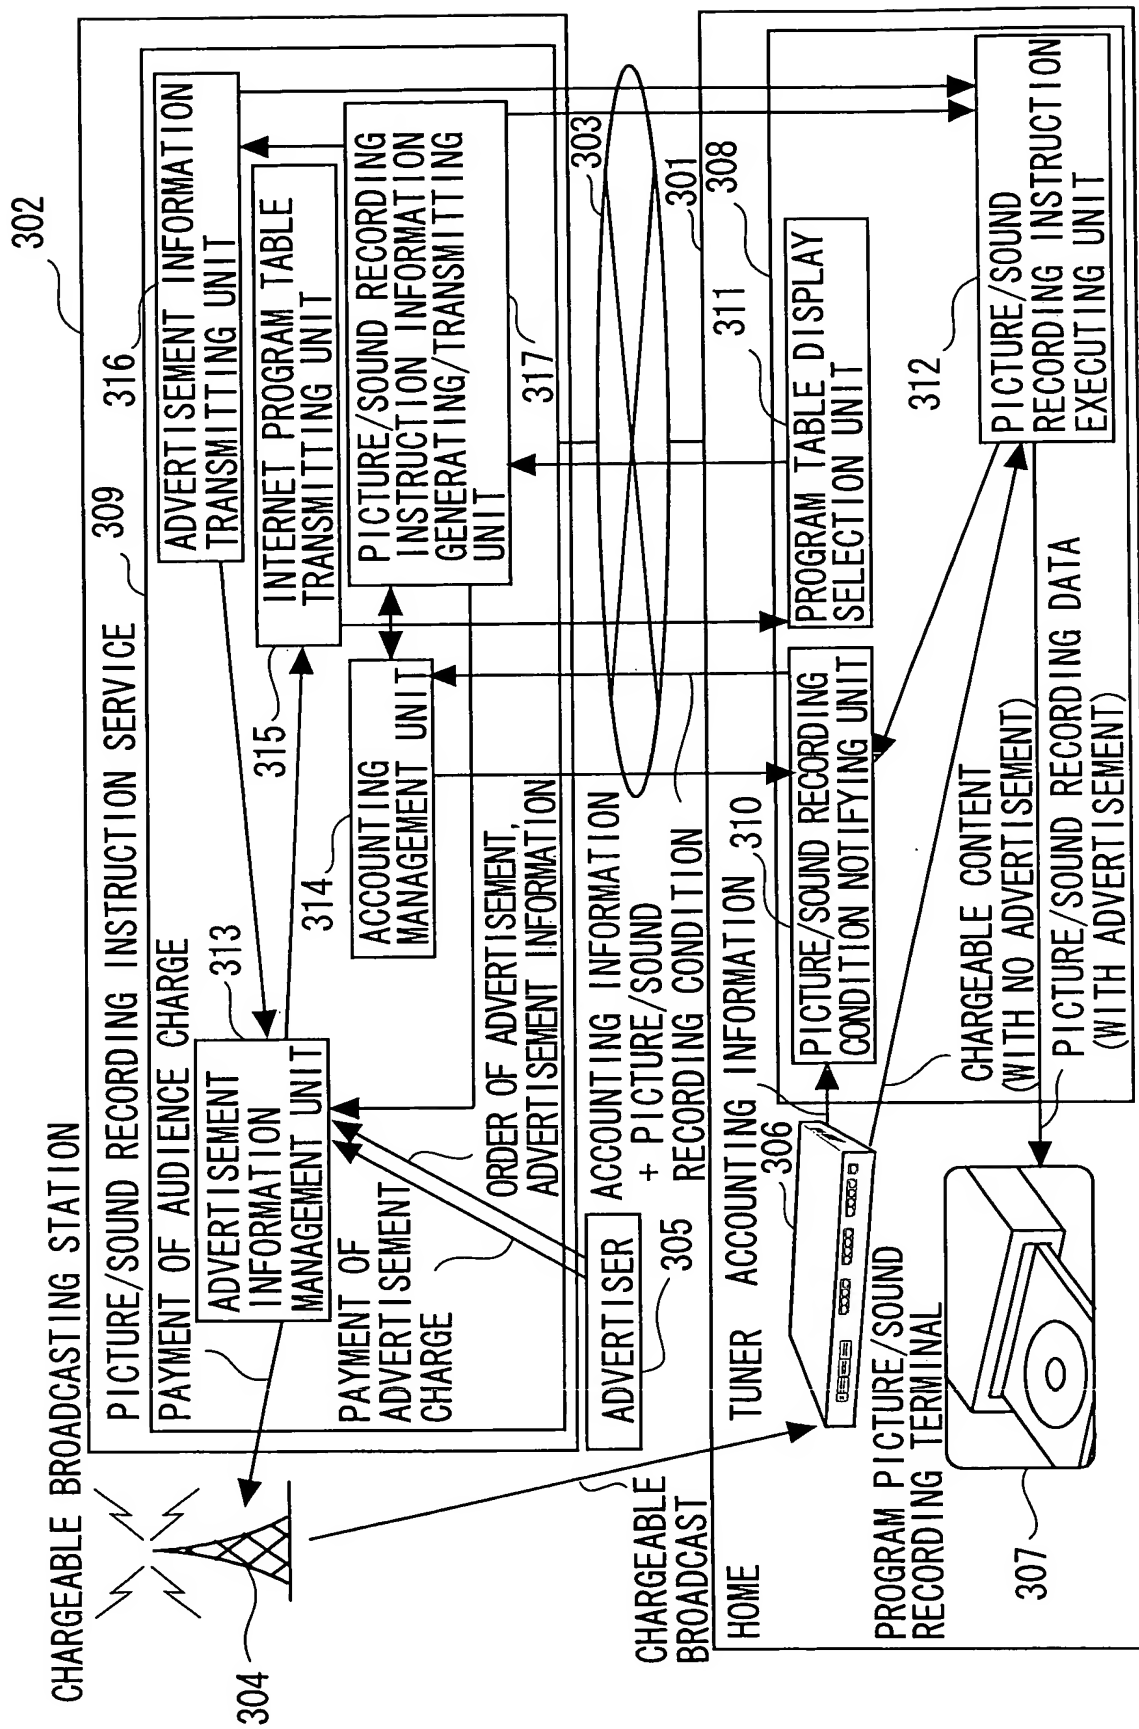 CHARGEABLE BROADCASTING STATION
304
302
PICTURE/SOUND RECORDING INSTRUCTION SERVICE
309
PAYMENT OF AUDIENCE CHARGE
313
ADVERTISEMENT
INFORMATION
MANAGEMENT UNIT
316
ADVERTISEMENT INFORMATION
TRANSMITTING UNIT
315
INTERNET PROGRAM TABLE
TRANSMITTING UNIT
314
ACCOUNTING
MANAGEMENT UNIT
PICTURE/SOUND RECORDING
INSTRUCTION INFORMATION
GENERATING/TRANSMITTING
UNIT
317
PAYMENT OF
ADVERTISEMENT
CHARGE
ORDER OF ADVERTISEMENT,
ADVERTISEMENT INFORMATION
ADVERTISER
305
303
ACCOUNTING INFORMATION
+ PICTURE/SOUND
RECORDING CONDITION
301
CHARGEABLE
BROADCAST
HOME
TUNER
ACCOUNTING INFORMATION
306
310
311
308
PICTURE/SOUND RECORDING
CONDITION NOTIFYING UNIT
PROGRAM TABLE DISPLAY
SELECTION UNIT
312
PICTURE/SOUND
RECORDING INSTRUCTION
EXECUTING UNIT
PROGRAM PICTURE/SOUND
RECORDING TERMINAL
307
CHARGEABLE CONTENT
(WITH NO ADVERTISEMENT)
PICTURE/SOUND RECORDING DATA
(WITH ADVERTISEMENT)